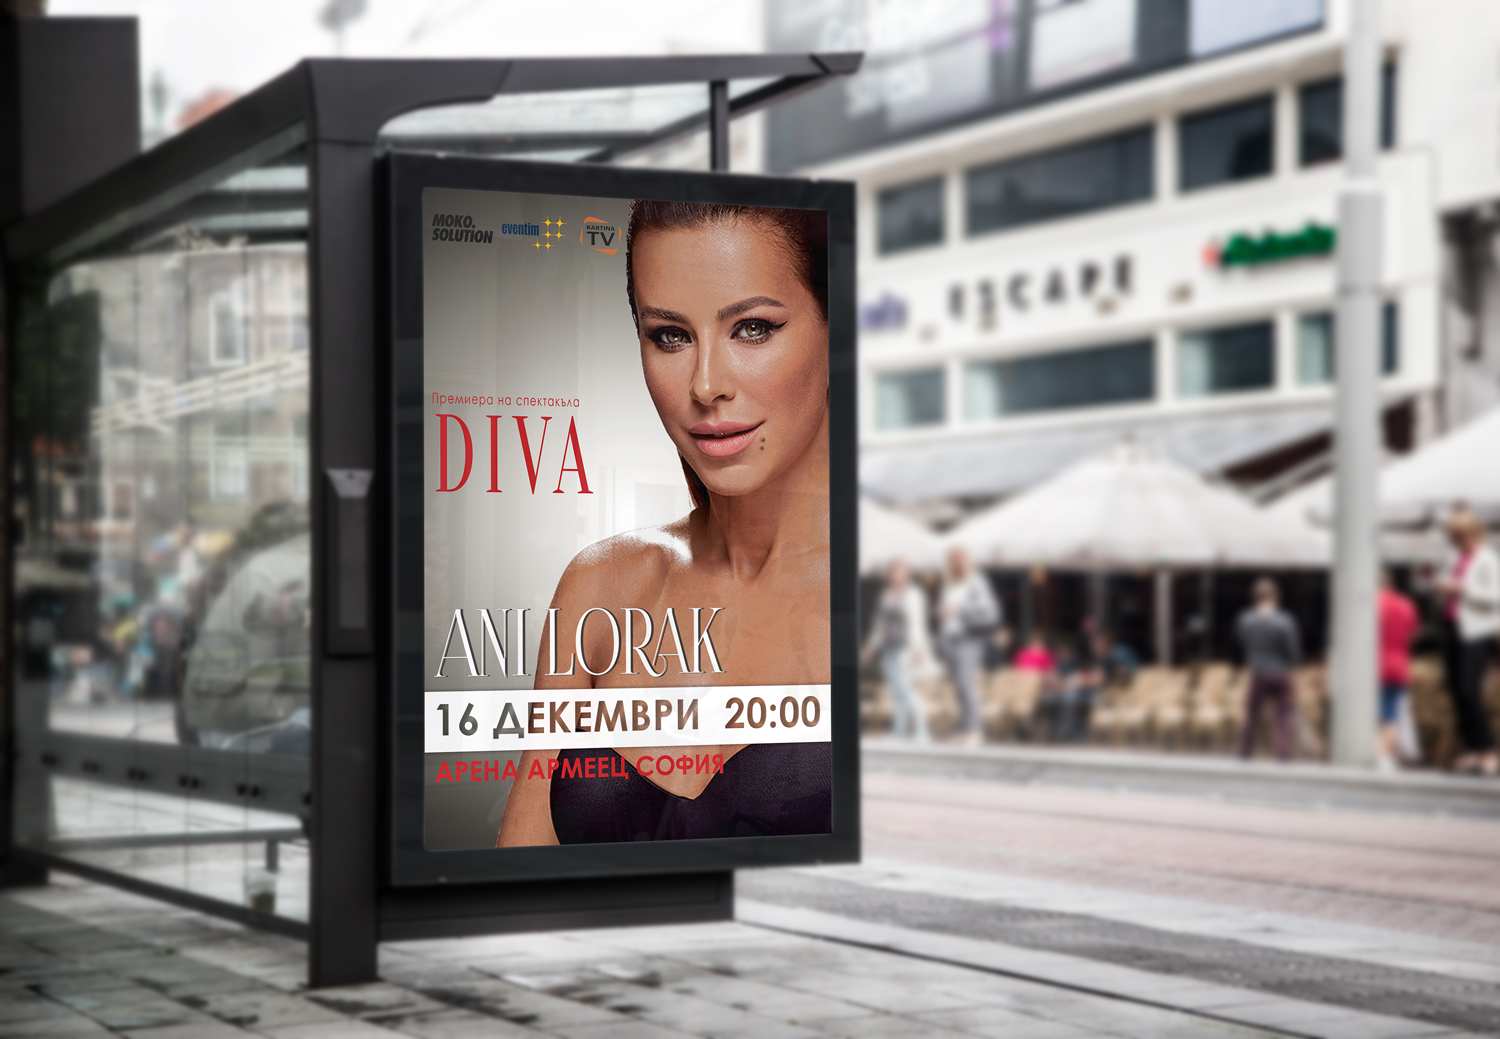 MOKO.
SOLUTION
eventim
KARTINA
TV
Премиера на спектакъла
DIVA
ANI LORAK
16 ДЕКЕМВРИ 20:00
АРЕНА АРМЕЕЦ СОФИЯ
ESCAPE